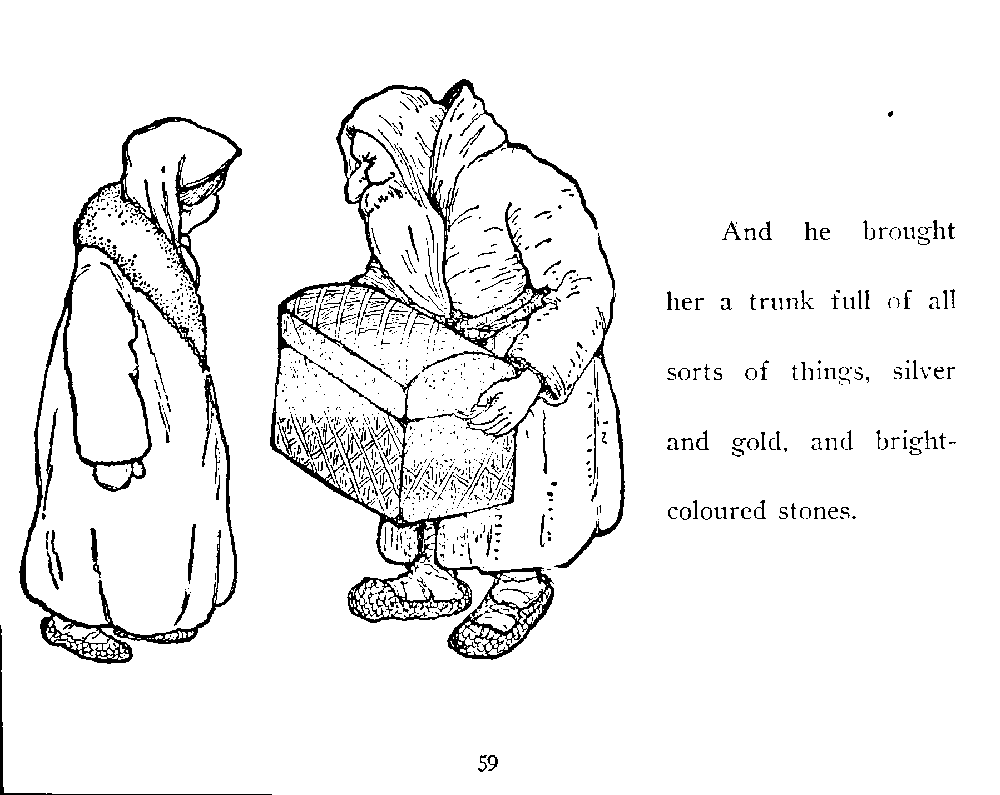 And he brought
her a trunk full of all
sorts of things, silver
and gold, and bright-
coloured stones.
59